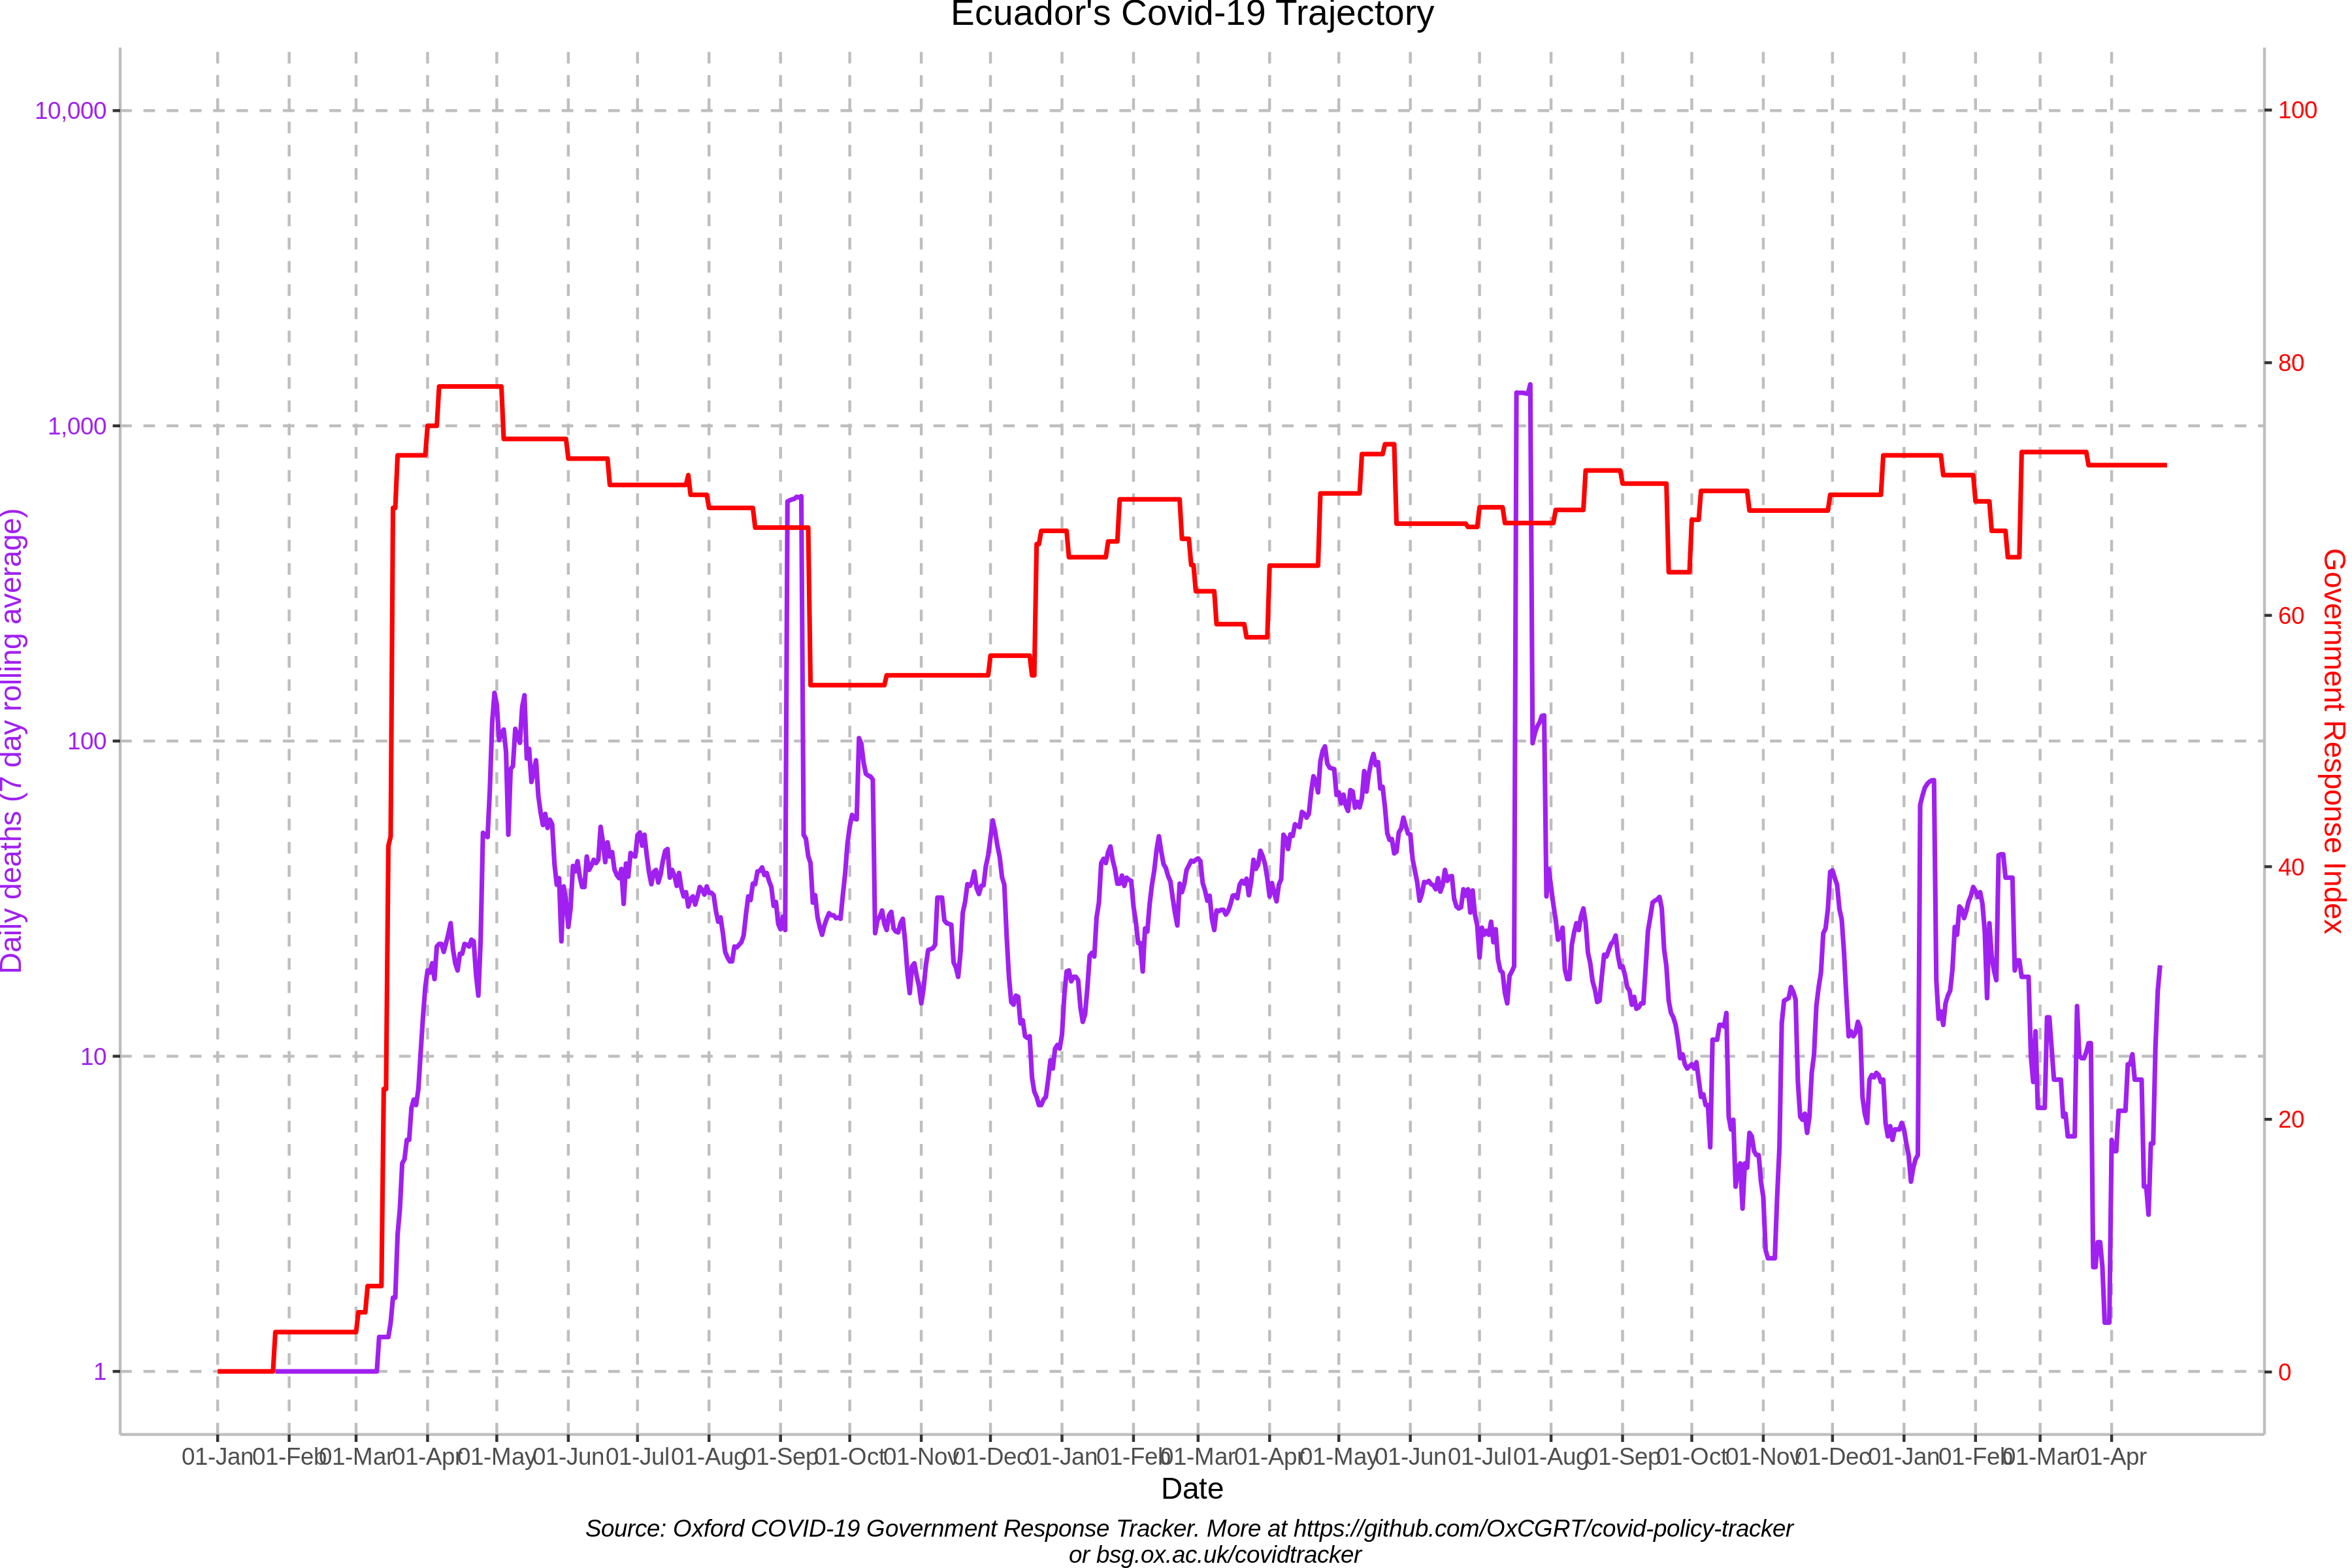 Ecuador's Covid-19 Trajectory
10,000
1,000
100
10
1
Daily deaths (7 day rolling average)
100
80
60
40
20
0
Government Response Index
01-Jan 01-Feb 01-Mar 01-Apr 01-May 01-Jun 01-Jul 01-Aug 01-Sep 01-Oct 01-Nov 01-Dec 01-Jan 01-Feb 01-Mar 01-Apr 01-May 01-Jun 01-Jul 01-Aug 01-Sep 01-Oct 01-Nov 01-Dec 01-Jan 01-Feb 01-Mar 01-Apr
Date
Source: Oxford COVID-19 Government Response Tracker. More at https://github.com/OxCGRT/covid-policy-tracker
or bsg.ox.ac.uk/covidtracker